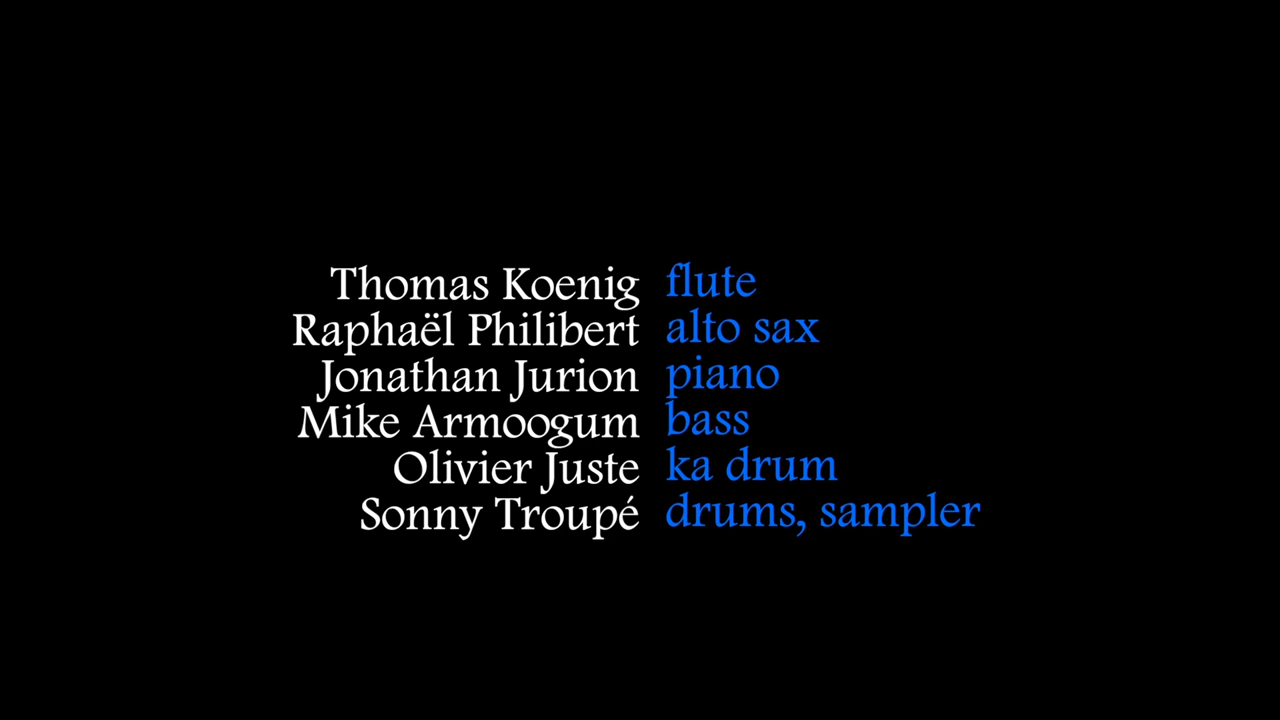 Thomas Koenig flute
Raphaël Philibert alto sax
Jonathan Jurion piano
Mike Armoogum bass
Olivier Juste ka drum
Sonny Troupé drums, sampler